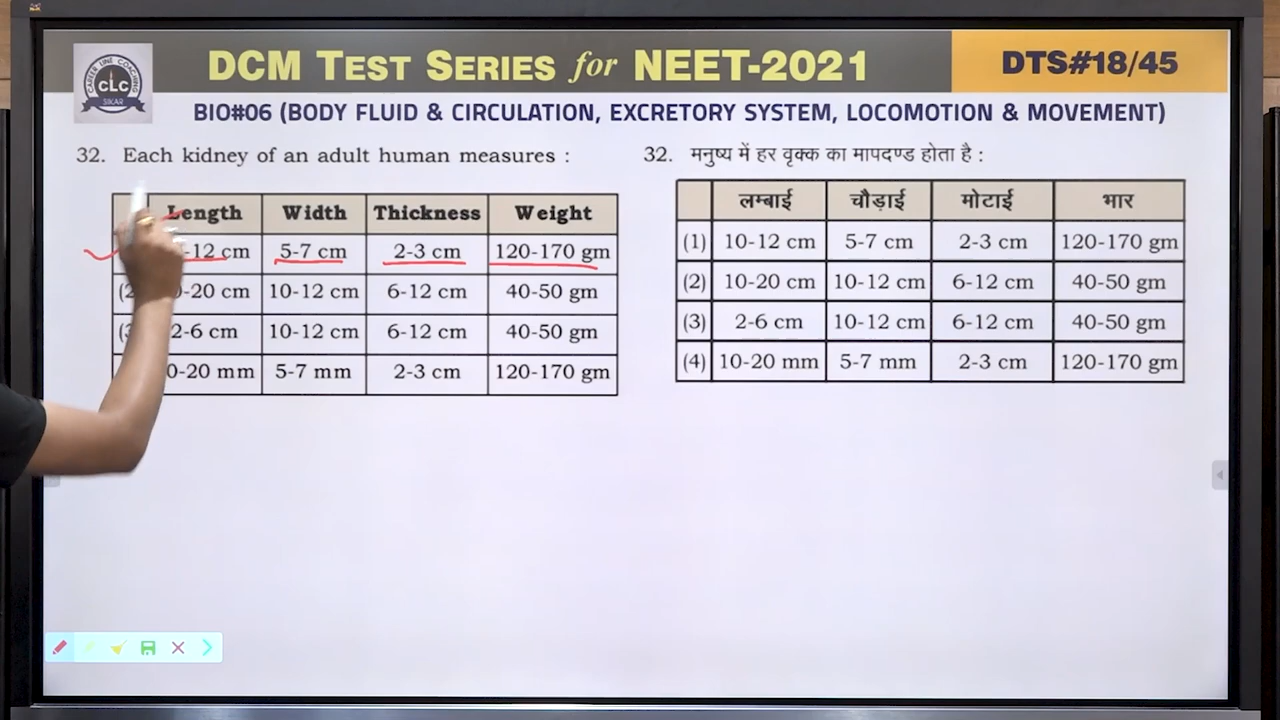 DCM TEST SERIES for NEET-2021
DTS#18/45
CAREER LINE COACHING
CLC
SIKAR
BIO#06 (BODY FLUID & CIRCULATION, EXCRETORY SYSTEM, LOCOMOTION & MOVEMENT)
32. Each kidney of an adult human measures :
Length Width Thickness Weight
-12 cm 5-7 cm 2-3 cm 120-170 gm
-20 cm 10-12 cm 6-12 cm 40-50 gm
2-6 cm 10-12 cm 6-12 cm 40-50 gm
0-20 mm 5-7 mm 2-3 cm 120-170 gm
32. मनुष्य में हर वृक्क का मापदण्ड होता है :
लम्बाई चौड़ाई मोटाई भार
(1) 10-12 cm 5-7 cm 2-3 cm 120-170 gm
(2) 10-20 cm 10-12 cm 6-12 cm 40-50 gm
(3) 2-6 cm 10-12 cm 6-12 cm 40-50 gm
(4) 10-20 mm 5-7 mm 2-3 cm 120-170 gm